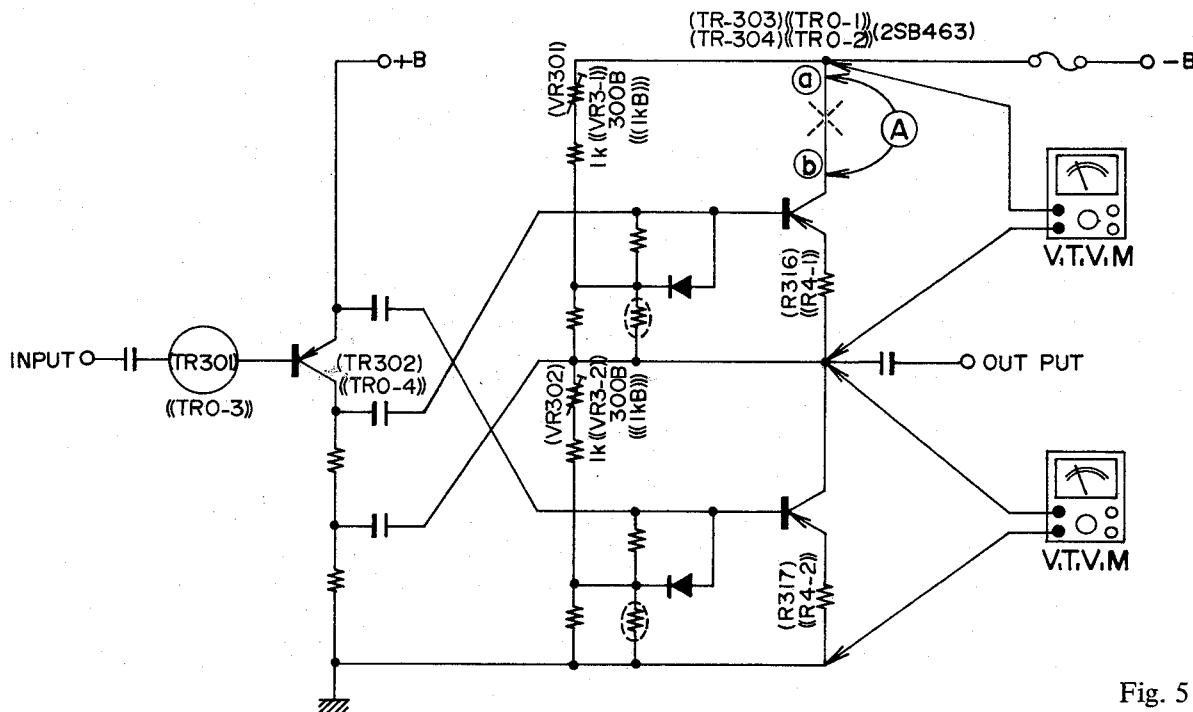 (TR-303)((TRO-1))
(TR-304)((TRO-2))(2SB463)
+B
-B
(VR301)
1k((VR3-1))
300B
(((1kB)))
a
A
b
V.T.V.M
(R316)
((R4-1))
INPUT
TR301
((TRO-3))
(TR302)
((TRO-4))
OUT PUT
(VR302)
1k((VR3-2))
300B
(((1kB)))
V.T.V.M
(R317)
((R4-2))
Fig. 5